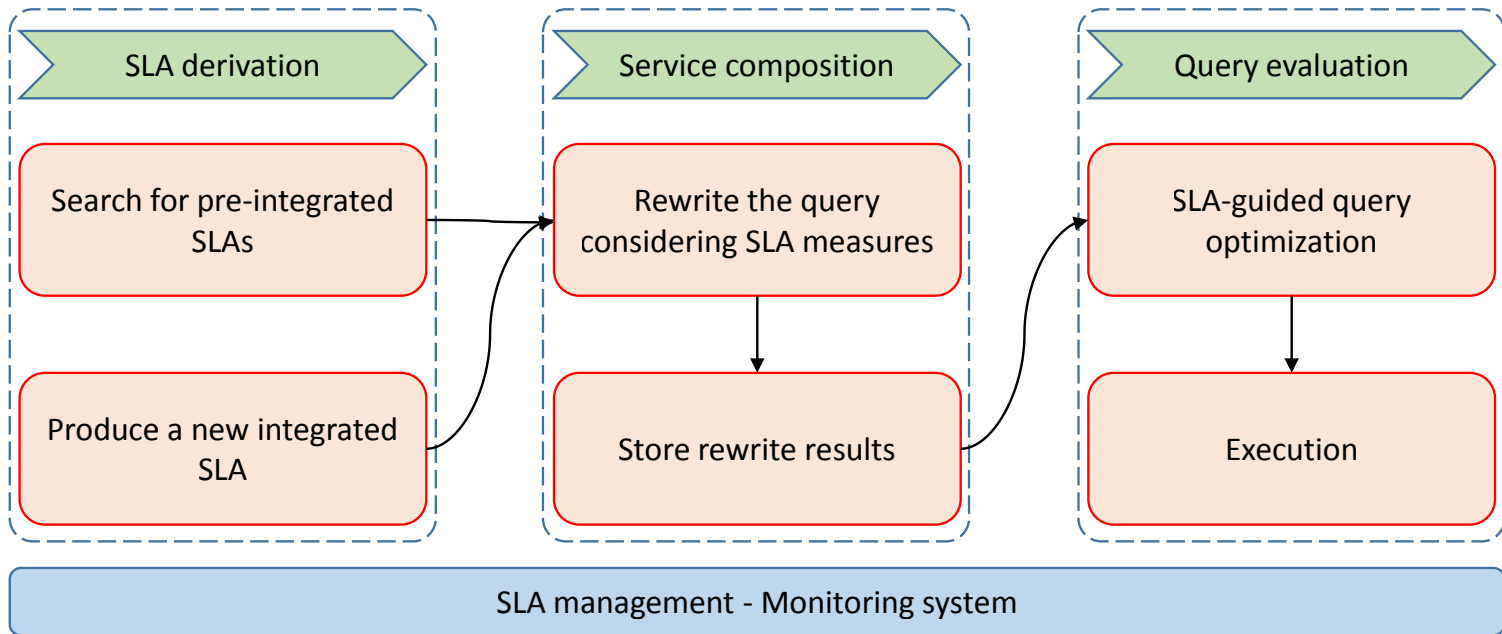 SLA derivation
Service composition
Query evaluation
Search for pre-integrated
SLAs
Rewrite the query
considering SLA measures
SLA-guided query
optimization
Produce a new integrated
SLA
Store rewrite results
Execution
SLA management - Monitoring system